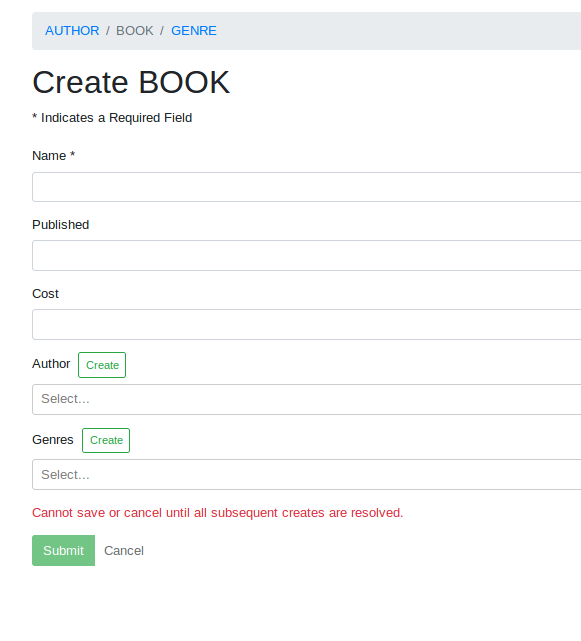 AUTHOR / BOOK / GENRE
Create BOOK
* Indicates a Required Field
Name *
Published
Cost
Author Create
Select...
Genres Create
Select...
Cannot save or cancel until all subsequent creates are resolved.
Submit Cancel